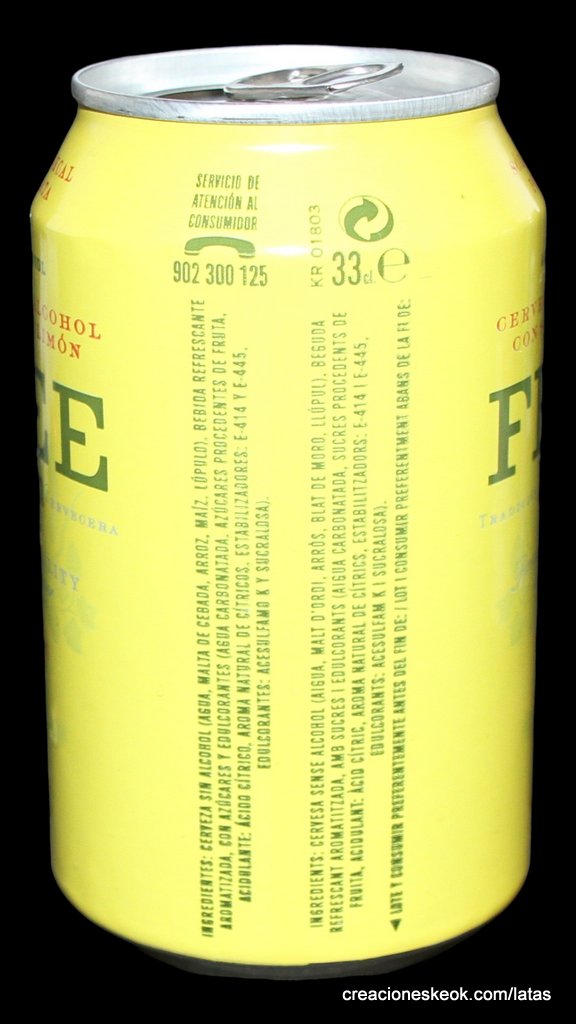 SERVICIO DE
ATENCIÓN AL
CONSUMIDOR
902 300 125
KR 01803
33 cl. e
ALCOHOL
LIMÓN
EE
CERVECERA
INGREDIENTES: CERVEZA SIN ALCOHOL (AGUA, MALTA DE CEBADA, ARROZ, MAÍZ, LÚPULO). BEBIDA REFRESCANTE
AROMATIZADA, CON AZÚCARES Y EDULCORANTES (AGUA CARBONATADA, AZÚCARES PROCEDENTES DE FRUTA,
ACIDULANTE: ÁCIDO CÍTRICO, AROMA NATURAL DE CÍTRICOS, ESTABILIZADORES: E-414 Y E-445,
EDULCORANTES: ACESULFAMO K Y SUCRALOSA).
INGREDIENTS: CERVESA SENSE ALCOHOL (AIGUA, MALT D'ORDI, ARRÒS, BLAT DE MORO, LLÚPUL). BEGUDA
REFRESCANT AROMATITZADA, AMB SUCRES I EDULCORANTS (AIGUA CARBONATADA, SUCRES PROCEDENTS DE
FRUITA, ACIDULANT: ÀCID CÍTRIC, AROMA NATURAL DE CÍTRICS, ESTABILITZADORS: E-414 I E-445,
EDULCORANTS: ACESULFAM K I SUCRALOSA).
◀ LOTE Y CONSUMIR PREFERENTEMENTE ANTES DEL FIN DE: / LOT I CONSUMIR PREFERENTMENT ABANS DE LA FI DE:
CERVE
CON
F
creacioneskeok.com/latas